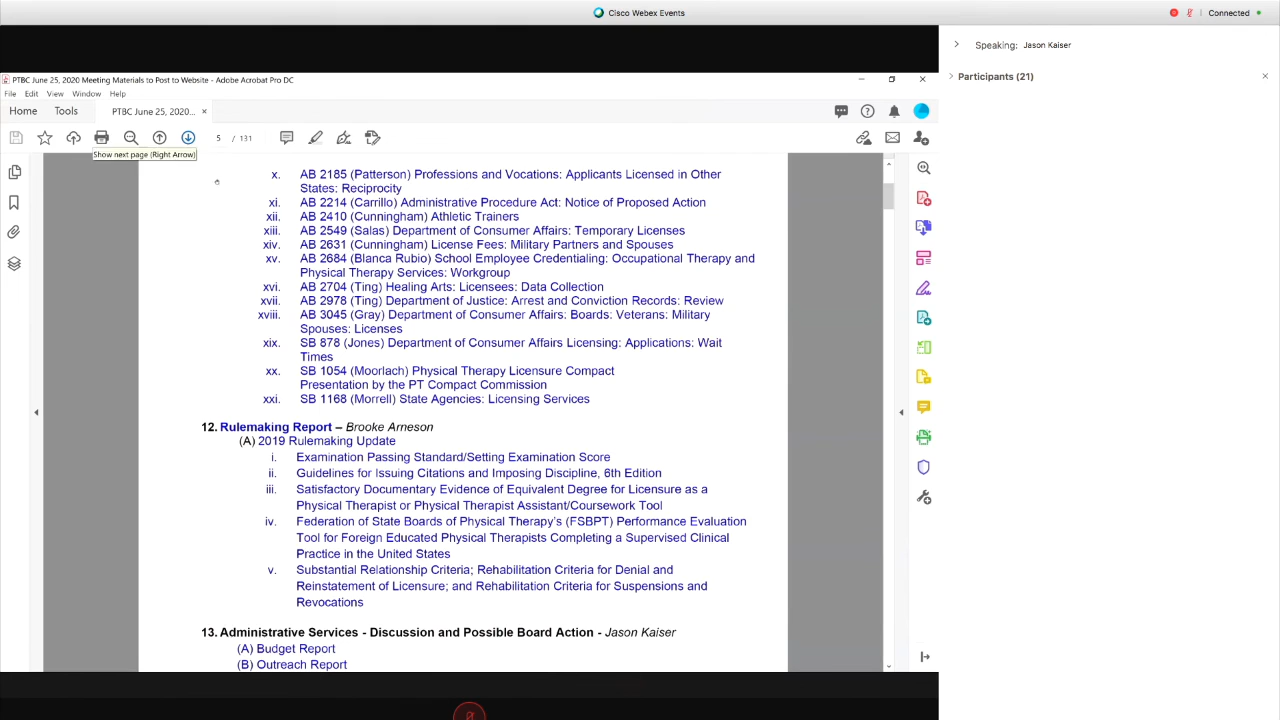 Cisco Webex Events
Connected
Speaking: Jason Kaiser
Participants (21)
PTBC June 25, 2020 Meeting Materials to Post to Website - Adobe Acrobat Pro DC
File Edit View Window Help
Home Tools PTBC June 25, 2020...
5 / 131
Show next page (Right Arrow)
x. AB 2185 (Patterson) Professions and Vocations: Applicants Licensed in Other
States: Reciprocity
xi. AB 2214 (Carrillo) Administrative Procedure Act: Notice of Proposed Action
xii. AB 2410 (Cunningham) Athletic Trainers
xiii. AB 2549 (Salas) Department of Consumer Affairs: Temporary Licenses
xiv. AB 2631 (Cunningham) License Fees: Military Partners and Spouses
xv. AB 2684 (Blanca Rubio) School Employee Credentialing: Occupational Therapy and
Physical Therapy Services: Workgroup
xvi. AB 2704 (Ting) Healing Arts: Licensees: Data Collection
xvii. AB 2978 (Ting) Department of Justice: Arrest and Conviction Records: Review
xviii. AB 3045 (Gray) Department of Consumer Affairs: Boards: Veterans: Military
Spouses: Licenses
xix. SB 878 (Jones) Department of Consumer Affairs Licensing: Applications: Wait
Times
xx. SB 1054 (Moorlach) Physical Therapy Licensure Compact
Presentation by the PT Compact Commission
xxi. SB 1168 (Morrell) State Agencies: Licensing Services
12. Rulemaking Report – Brooke Arneson
(A) 2019 Rulemaking Update
i. Examination Passing Standard/Setting Examination Score
ii. Guidelines for Issuing Citations and Imposing Discipline, 6th Edition
iii. Satisfactory Documentary Evidence of Equivalent Degree for Licensure as a
Physical Therapist or Physical Therapist Assistant/Coursework Tool
iv. Federation of State Boards of Physical Therapy's (FSBPT) Performance Evaluation
Tool for Foreign Educated Physical Therapists Completing a Supervised Clinical
Practice in the United States
v. Substantial Relationship Criteria; Rehabilitation Criteria for Denial and
Reinstatement of Licensure; and Rehabilitation Criteria for Suspensions and
Revocations
13. Administrative Services - Discussion and Possible Board Action - Jason Kaiser
(A) Budget Report
(B) Outreach Report